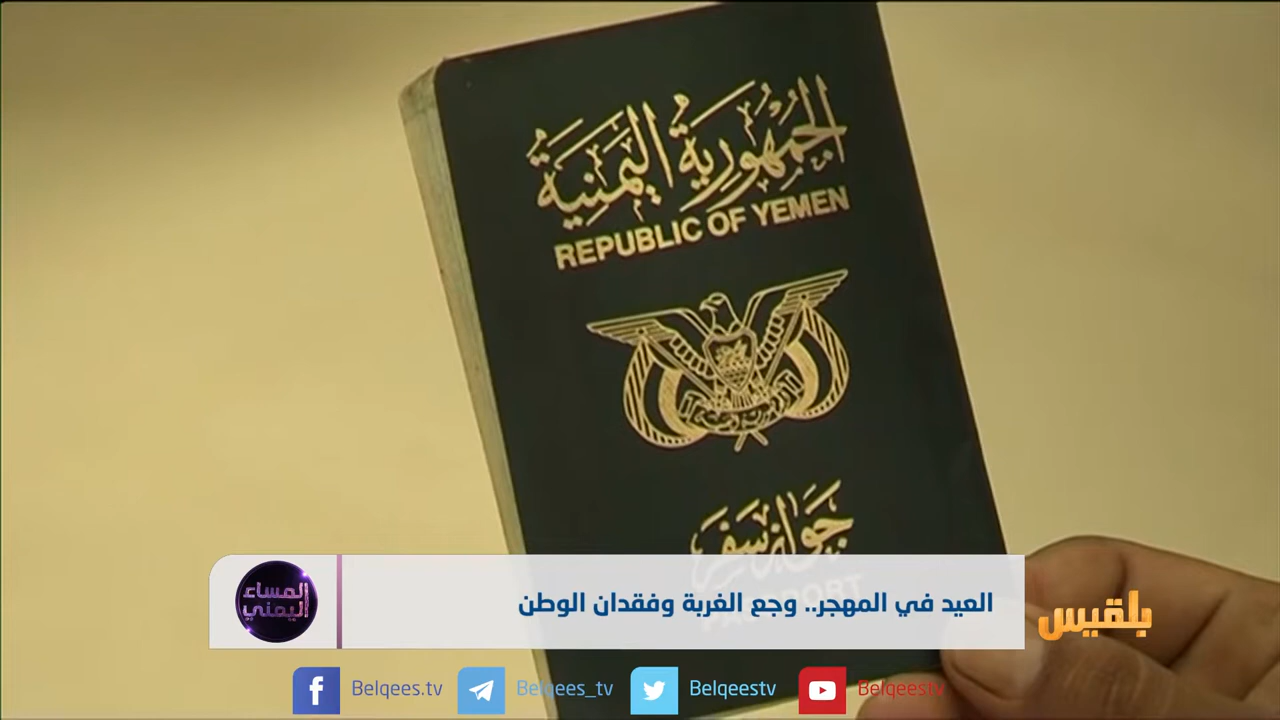 الجمهورية اليمنية
REPUBLIC OF YEMEN
جواز سفر
PASSPORT
المساء
اليمني
العيد في المهجر.. وجع الغربة وفقدان الوطن
بلقيس
Belqees.tv
Belqees_tv
Belqeestv
Belqeestv